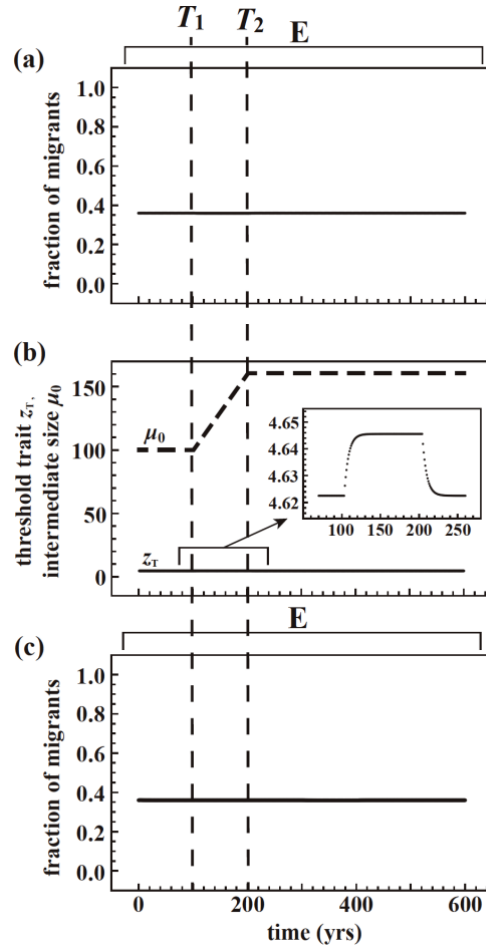 T1 T2
E
(a)
fraction of migrants
1.0
0.8
0.6
0.4
0.2
0.0
(b)
threshold trait zT,
intermediate size μ0
150
100
50
0
μ0
zT
4.65
4.64
4.63
4.62
100 150 200 250
E
(c)
fraction of migrants
1.0
0.8
0.6
0.4
0.2
0.0
0 200 400 600
time (yrs)